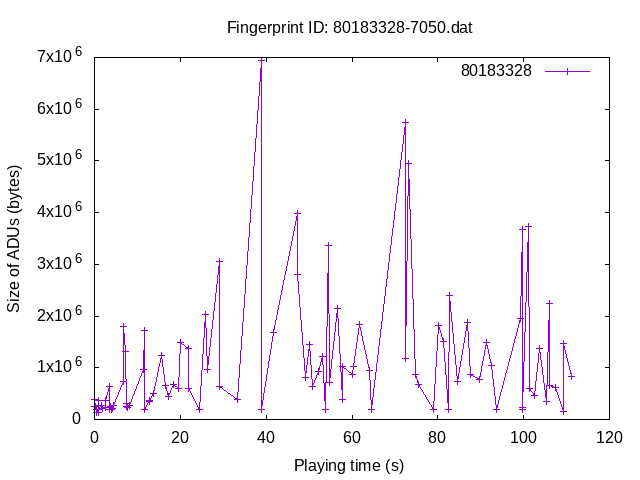 Fingerprint ID: 80183328-7050.dat
80183328
Size of ADUs (bytes)
7x10^6
6x10^6
5x10^6
4x10^6
3x10^6
2x10^6
1x10^6
0
0 20 40 60 80 100 120
Playing time (s)